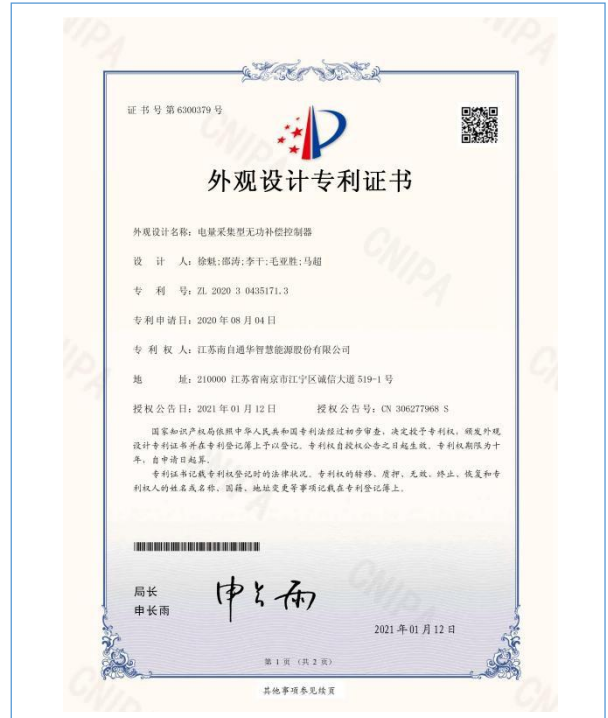 证书号第6300379号
外观设计专利证书
外观设计名称：电量采集型无功补偿控制器
设 计 人：徐魁;邵涛;李干;毛亚胜;马超
专 利 号：ZL 2020 3 0435171.3
专利申请日：2020年08月04日
专 利 权 人：江苏南自通华智慧能源股份有限公司
地 址：210000 江苏省南京市江宁区诚信大道519-1号
授权公告日：2021年01月12日 授权公告号：CN 306277968 S
国家知识产权局依照中华人民共和国专利法经过初步审查，决定授予专利权，颁发外观
设计专利证书并在专利登记簿上予以登记。专利权自授权公告之日起生效。专利权期限为十
年，自申请日起算。
专利证书记载专利权登记时的法律状况。专利权的转移、质押、无效、终止、恢复和专
利权人的姓名或名称、国籍、地址变更等事项记载在专利登记簿上。
局长
申长雨
申长雨
2021年01月12日
第 1 页 （共 2 页）
其他事项参见续页
CNIPA
CNIPA
CNIPA
CNIPA
CNIPA